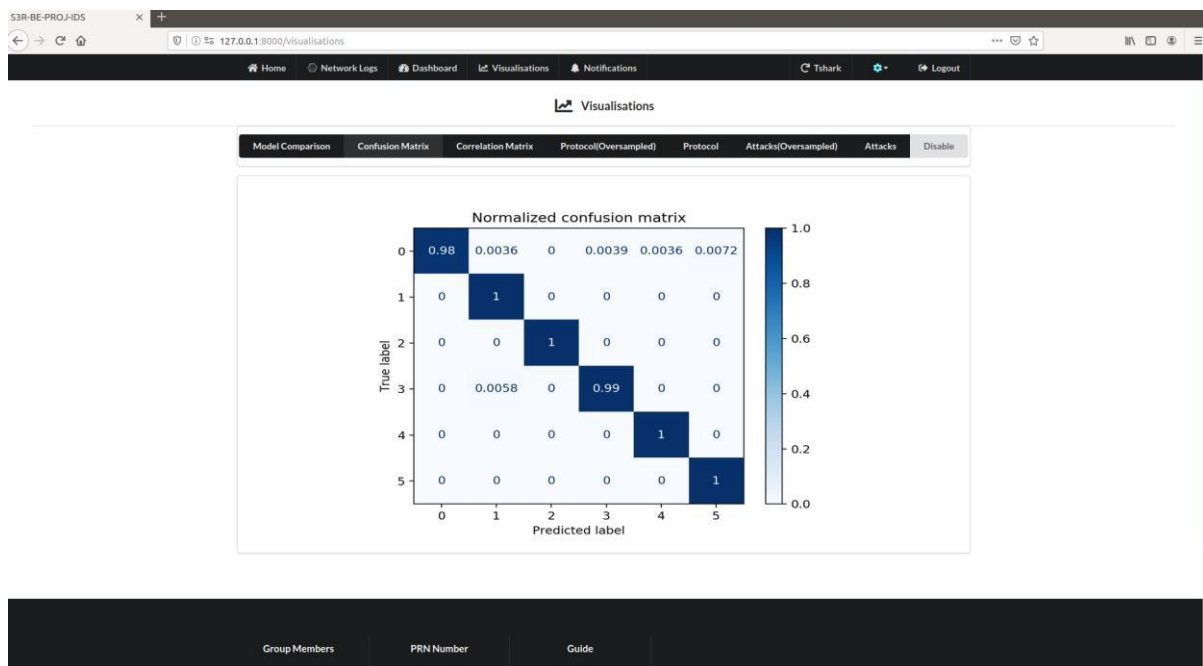 S3R-BE-PROJ-IDS
127.0.0.1:8000/visualisations
Home Network Logs Dashboard Visualisations Notifications Tshark Logout
Visualisations
Model Comparison Confusion Matrix Correlation Matrix Protocol(Oversampled) Protocol Attacks(Oversampled) Attacks Disable
Normalized confusion matrix
0 0.98 0.0036 0 0.0039 0.0036 0.0072
1 0 1 0 0 0 0
2 0 0 1 0 0 0
3 0 0.0058 0 0.99 0 0
4 0 0 0 0 1 0
5 0 0 0 0 0 1
0 1 2 3 4 5
True label
Predicted label
1.0
0.8
0.6
0.4
0.2
0.0
Group Members PRN Number Guide